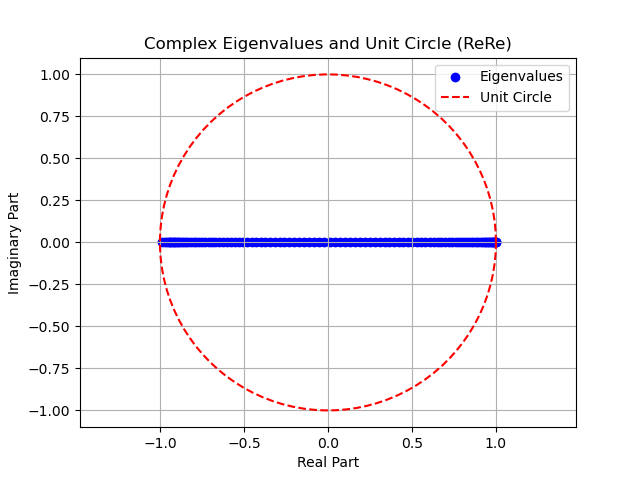 Complex Eigenvalues and Unit Circle (ReRe)
Eigenvalues
Unit Circle
1.00
0.75
0.50
0.25
0.00
−0.25
−0.50
−0.75
−1.00
Imaginary Part
−1.0 −0.5 0.0 0.5 1.0
Real Part